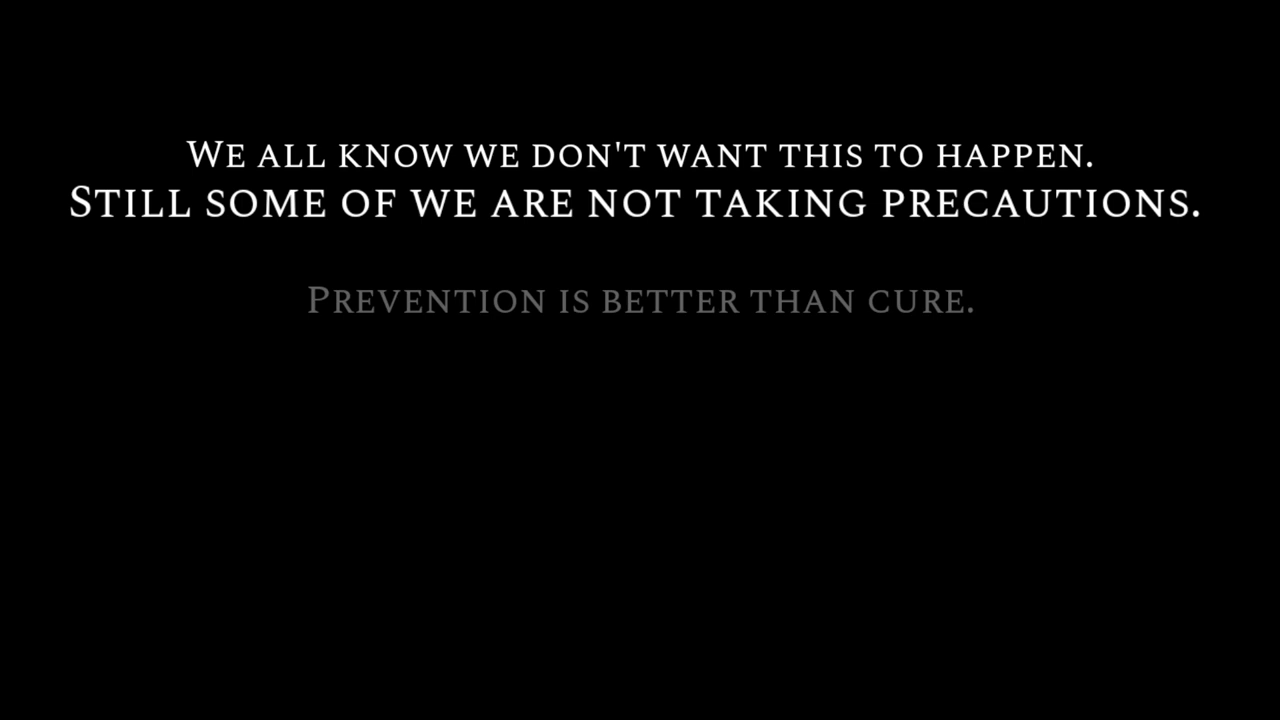 We all know we don't want this to happen.
Still some of we are not taking precautions.
Prevention is better than cure.